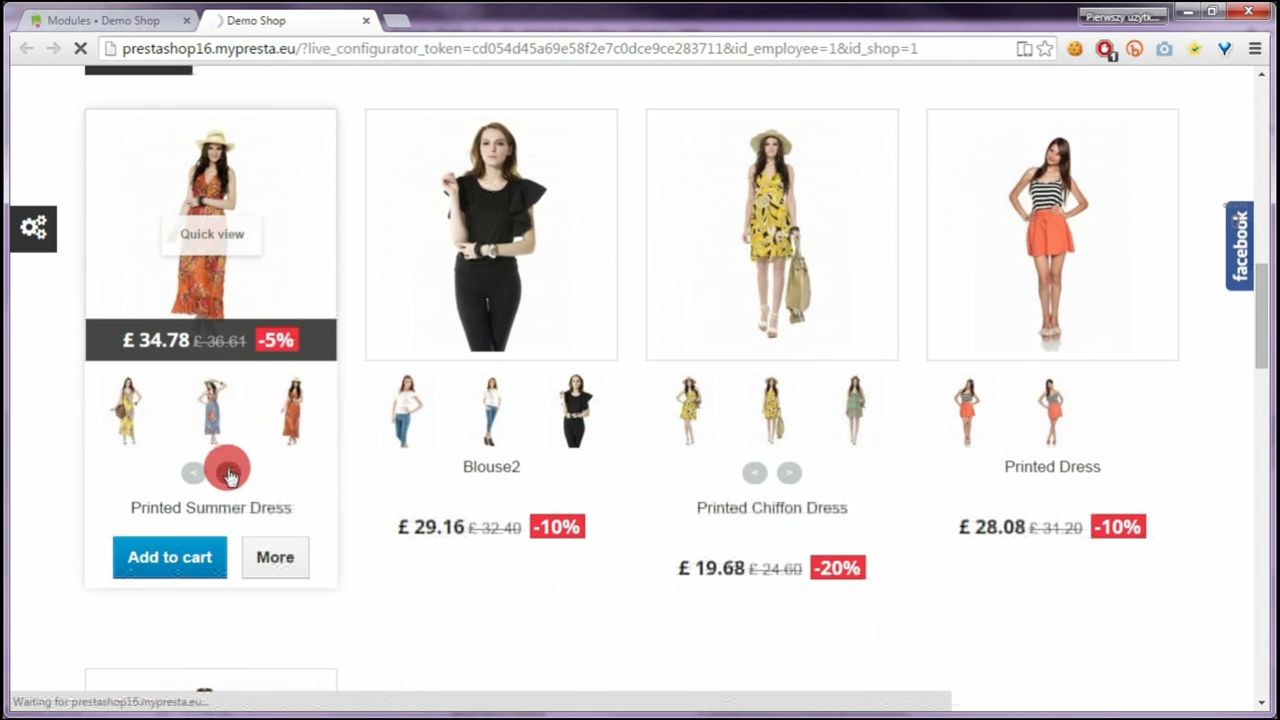 Modules • Demo Shop
Demo Shop
Pierwszy użytk...
prestashop16.mypresta.eu/?live_configurator_token=cd054d45a69e58f2e7c0dce9ce283711&id_employee=1&id_shop=1
1
Quick view
facebook
£ 34.78 £ 36.61 -5%
< < >
Printed Summer Dress
Add to cart More
Blouse2
£ 29.16 £ 32.40 -10%
Printed Chiffon Dress
£ 19.68 £ 24.60 -20%
Printed Dress
£ 28.08 £ 31.20 -10%
Waiting for prestashop16.mypresta.eu...